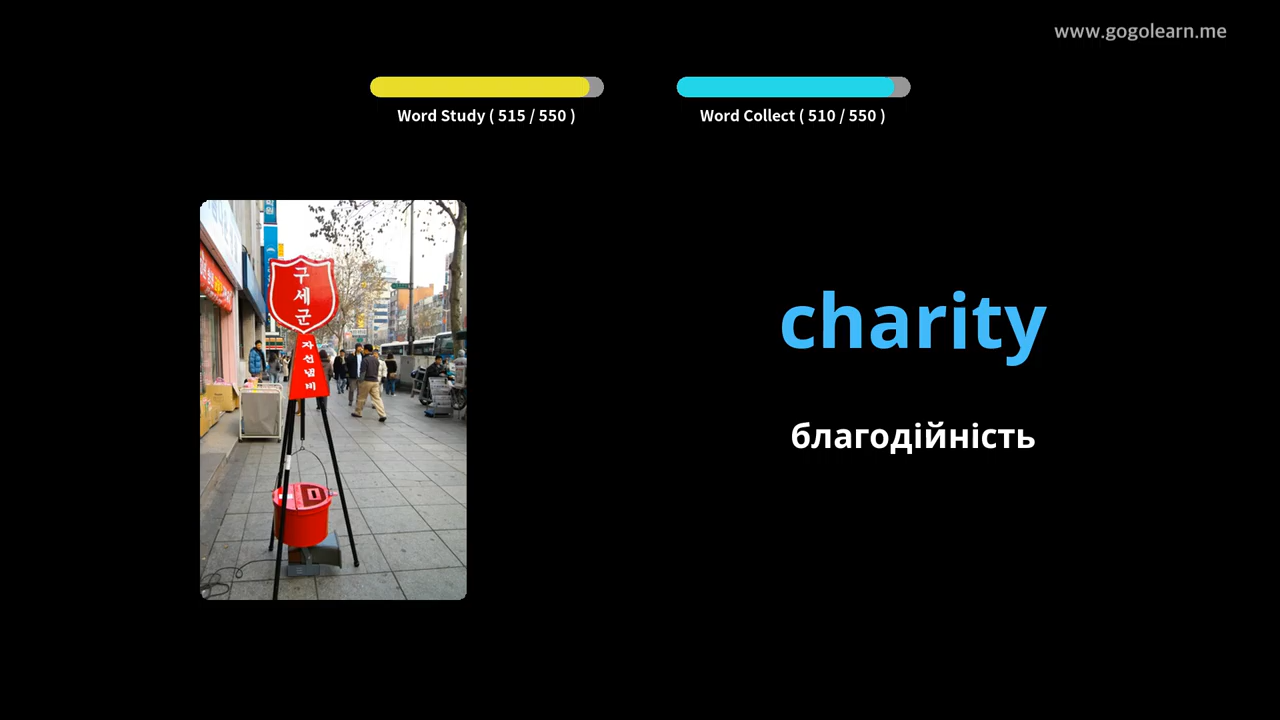 www.gogolearn.me
Word Study ( 515 / 550 )
Word Collect ( 510 / 550 )
구
세
군
자
선
냄
비
charity
благодійність